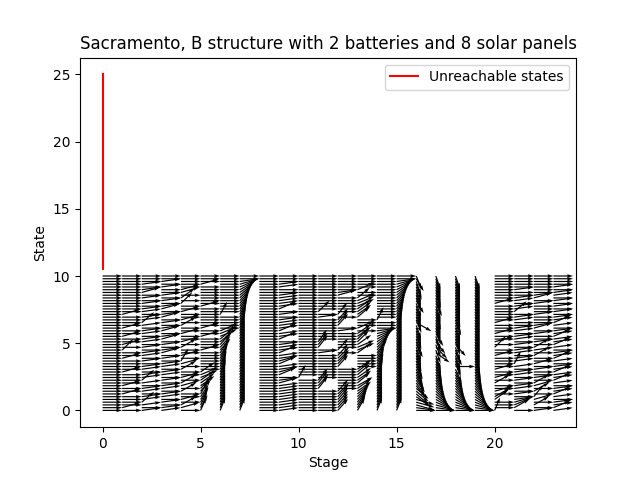 Sacramento, B structure with 2 batteries and 8 solar panels
Unreachable states
25
20
15
10
5
0
State
0 5 10 15 20
Stage